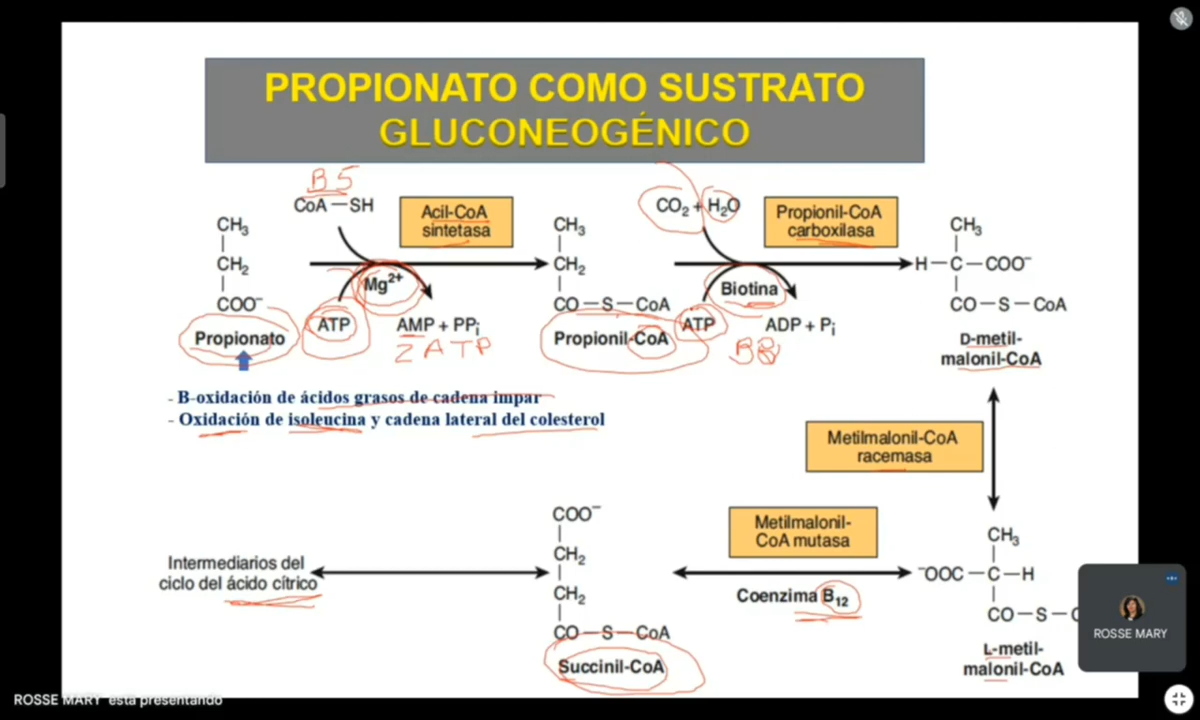 PROPIONATO COMO SUSTRATO
GLUCONEOGÉNICO
B5
CoA—SH
Acil-CoA
sintetasa
CH₃
CH₂
COO⁻
Propionato
Mg²⁺
ATP
AMP + PPᵢ
2 ATP
CH₃
CH₂
CO—S—CoA
Propionil-CoA
CO₂ + H₂O
Propionil-CoA
carboxilasa
Biotina
ATP
ADP + Pᵢ
CH₃
H—C—COO⁻
CO—S—CoA
D-metil-
malonil-CoA
- B-oxidación de ácidos grasos de cadena impar
- Oxidación de isoleucina y cadena lateral del colesterol
Metilmalonil-CoA
racemasa
Intermediarios del
ciclo del ácido cítrico
COO⁻
CH₂
CH₂
CO—S—CoA
Succinil-CoA
Metilmalonil-
CoA mutasa
Coenzima B₁₂
CH₃
⁻OOC—C—H
CO—S—C
L-metil-
malonil-CoA
ROSSE MARY
ROSSE MARY está presentando